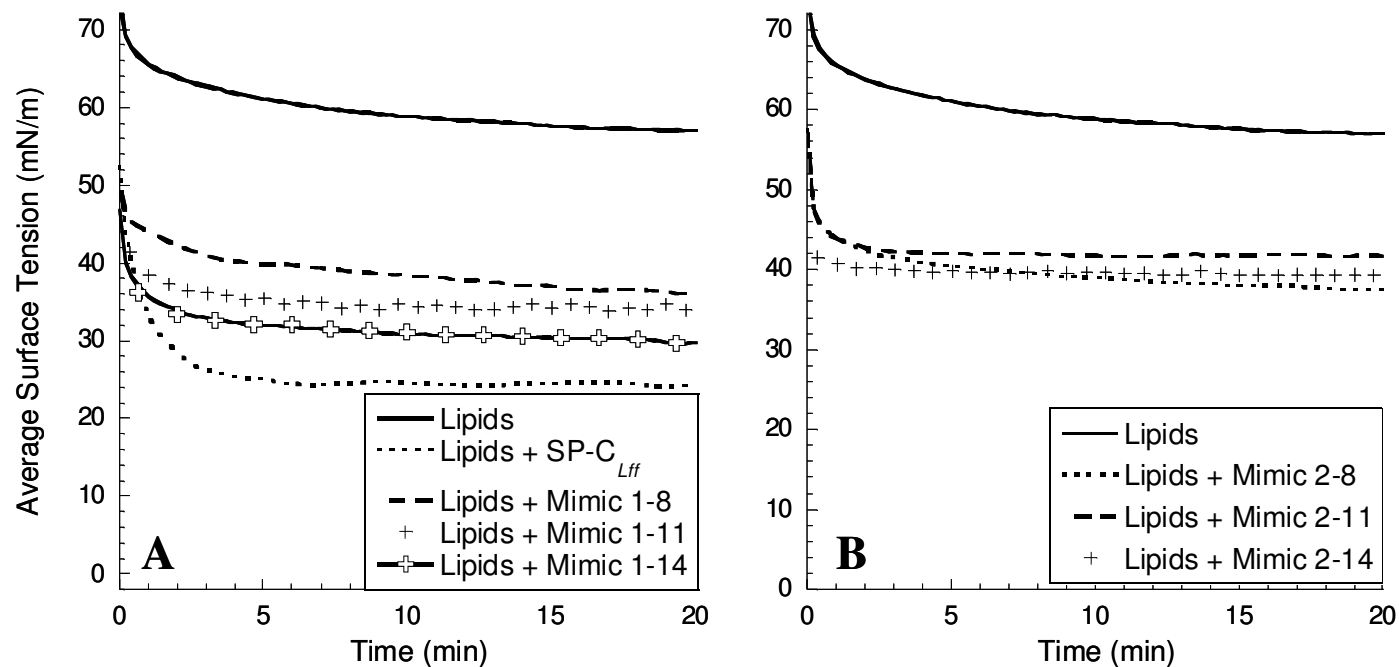 Average Surface Tension (mN/m)
70
60
50
40
30
20
10
0
0
5
10
15
20
Time (min)
A
Lipids
Lipids + SP-C Lff
Lipids + Mimic 1-8
Lipids + Mimic 1-11
Lipids + Mimic 1-14
70
60
50
40
30
20
10
0
0
5
10
15
20
Time (min)
B
Lipids
Lipids + Mimic 2-8
Lipids + Mimic 2-11
Lipids + Mimic 2-14